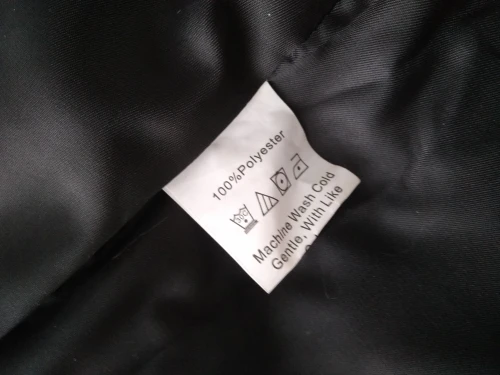 100%Polyester
Machine Wash Cold
Gentle, With Like